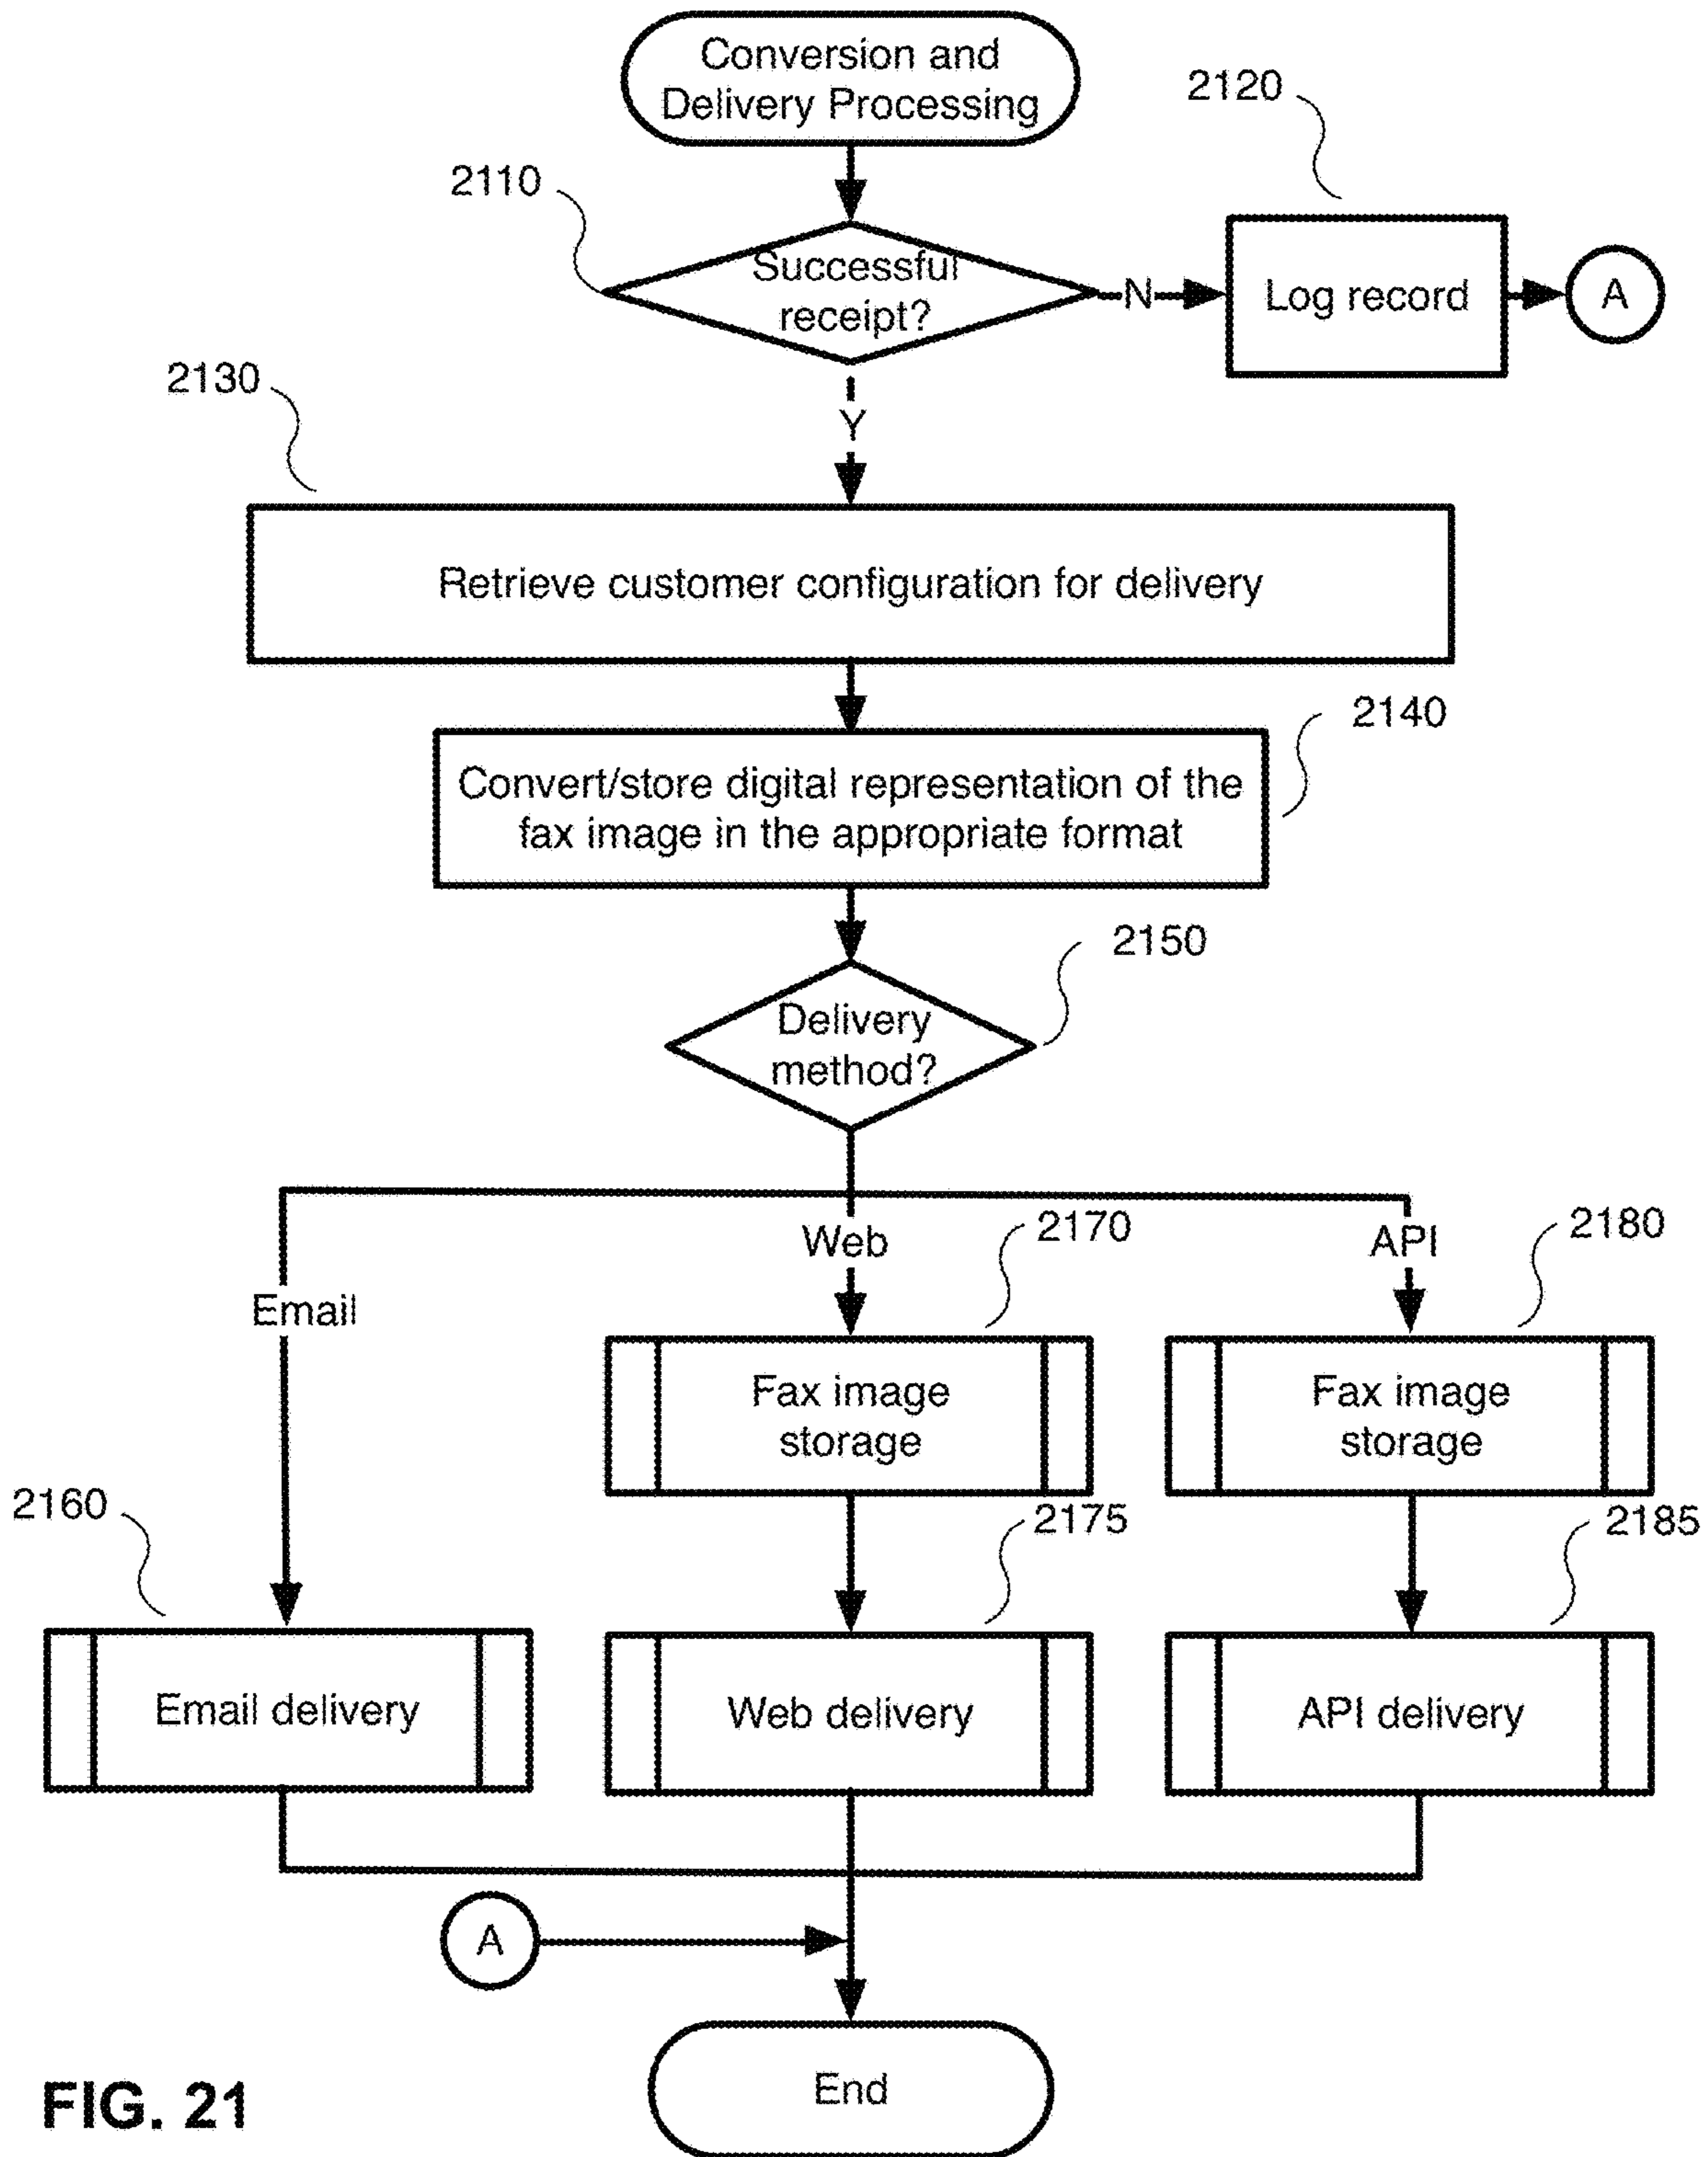 Conversion and
Delivery Processing
2120
2110
Successful
receipt?
N
Log record
A
2130
Y
Retrieve customer configuration for delivery
2140
Convert/store digital representation of the
fax image in the appropriate format
2150
Delivery
method?
2170
2180
Web
API
Email
Fax image
storage
Fax image
storage
2160
2175
2185
Email delivery
Web delivery
API delivery
A
End
FIG. 21